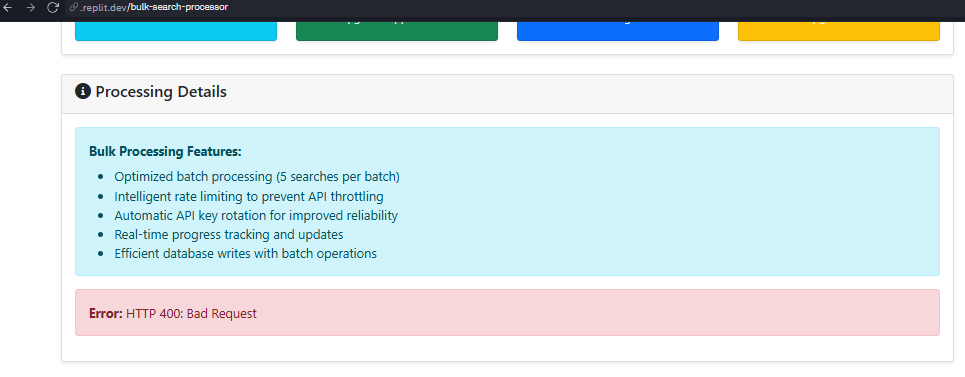 .replit.dev/bulk-search-processor
Processing Details
Bulk Processing Features:
Optimized batch processing (5 searches per batch)
Intelligent rate limiting to prevent API throttling
Automatic API key rotation for improved reliability
Real-time progress tracking and updates
Efficient database writes with batch operations
Error: HTTP 400: Bad Request